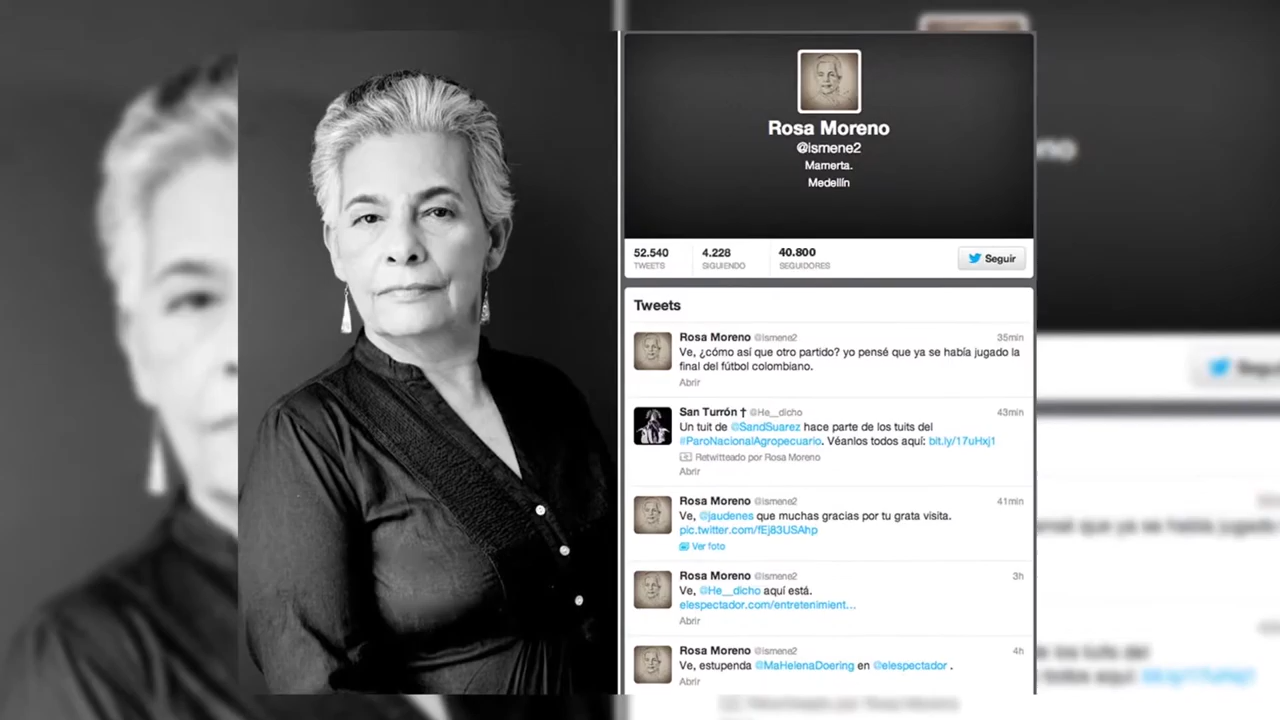 Rosa Moreno
@ismene2
Mamerta.
Medellín
52.540 4.228 40.800
TWEETS SIGUIENDO SEGUIDORES
Seguir
Tweets
Rosa Moreno @ismene2 35min
Ve, ¿cómo así que otro partido? yo pensé que ya se había jugado la
final del fútbol colombiano.
Abrir
San Turrón † @He__dicho 43min
Un tuit de @SandSuarez hace parte de los tuits del
#ParoNacionalAgropecuario. Véanlos todos aquí: bit.ly/17uHxj1
Retwitteado por Rosa Moreno
Abrir
Rosa Moreno @ismene2 41min
Ve, @jaudenes que muchas gracias por tu grata visita.
pic.twitter.com/fEj83USAhp
Ver foto
Rosa Moreno @ismene2 3h
Ve, @He__dicho aquí está.
elespectador.com/entretenimient...
Abrir
Rosa Moreno @ismene2 4h
Ve, estupenda @MaHelenaDoering en @elespectador .
Abrir